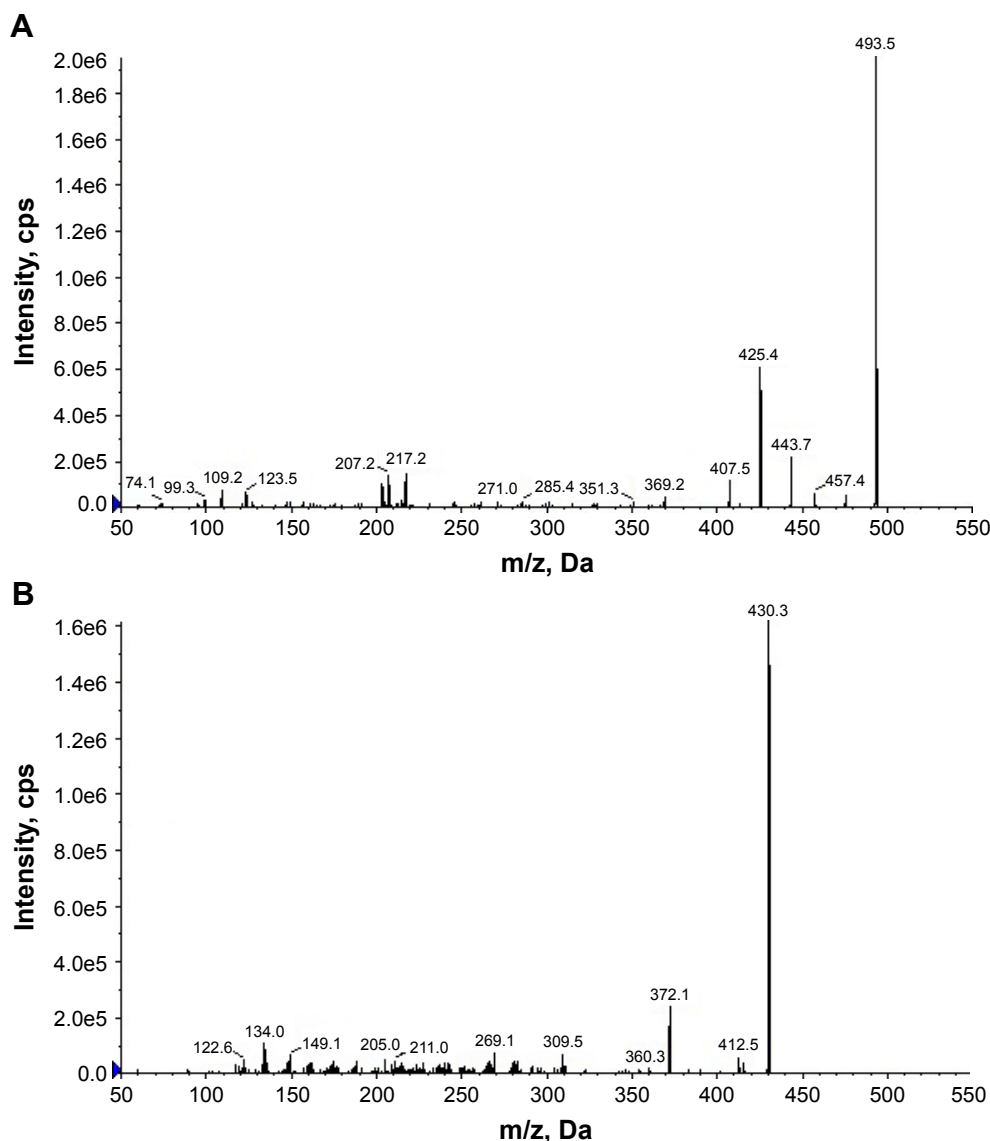 A
493.5
2.0e6
1.8e6
1.6e6
1.4e6
1.2e6
1.0e6
8.0e5
6.0e5
4.0e5
2.0e5
0.0
Intensity, cps
425.4
443.7
207.2
217.2
407.5
74.1
99.3
109.2
123.5
271.0
285.4
351.3
369.2
457.4
50 100 150 200 250 300 350 400 450 500 550
m/z, Da
B
430.3
1.6e6
1.4e6
1.2e6
1.0e6
8.0e5
6.0e5
4.0e5
2.0e5
0.0
Intensity, cps
372.1
134.0
122.6
149.1
205.0
211.0
269.1
309.5
360.3
412.5
50 100 150 200 250 300 350 400 450 500 550
m/z, Da